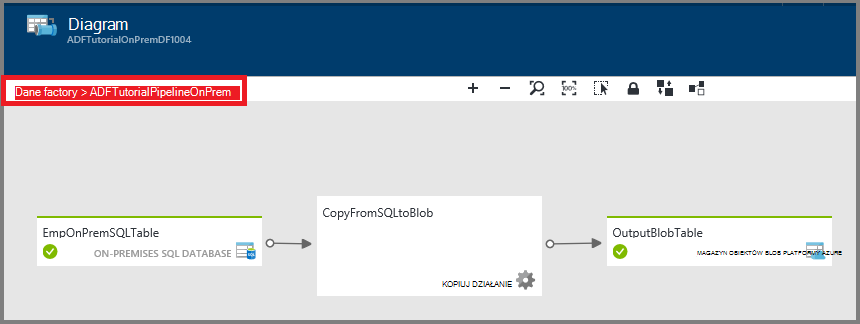 Diagram
ADFTutorialOnPremDF1004
Dane factory > ADFTutorialPipelineOnPrem
100%
EmpOnPremSQLTable
ON-PREMISES SQL DATABASE
SQL
CopyFromSQLtoBlob
KOPIUJ DZIAŁANIE
OutputBlobTable
MAGAZYN OBIEKTÓW BLOB PLATFORMY AZURE